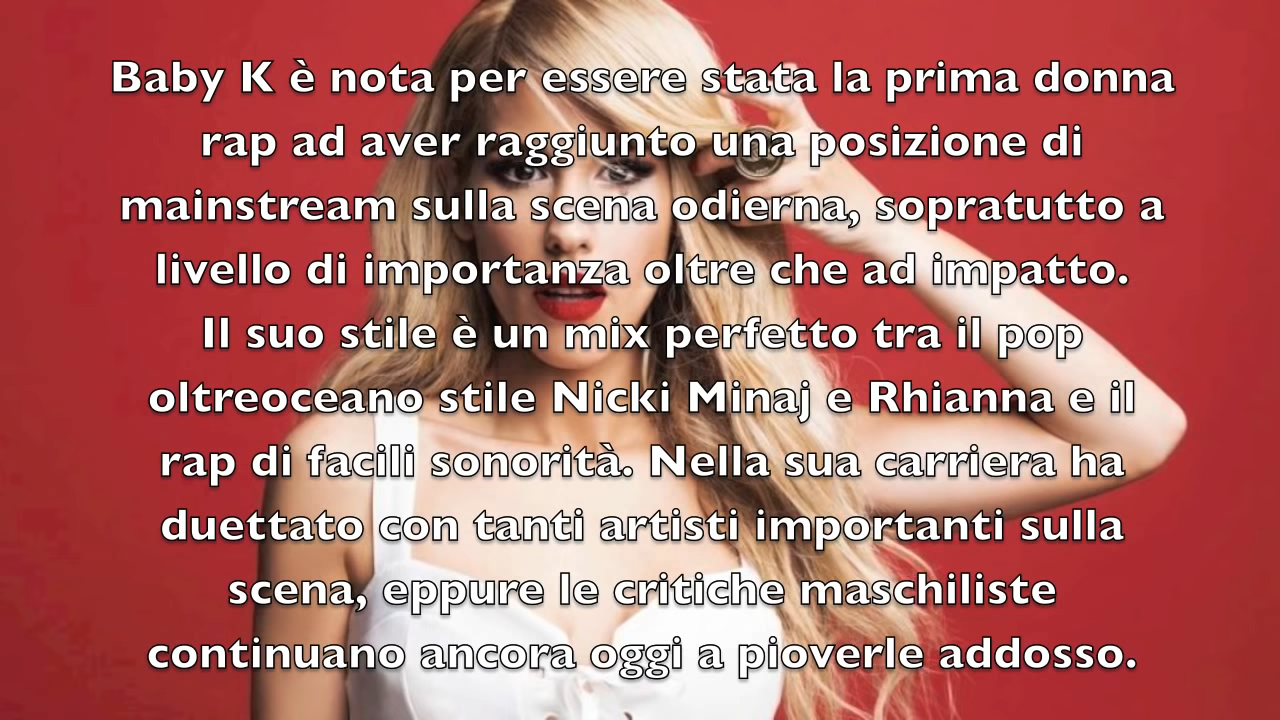 Baby K è nota per essere stata la prima donna
rap ad aver raggiunto una posizione di
mainstream sulla scena odierna, sopratutto a
livello di importanza oltre che ad impatto.
Il suo stile è un mix perfetto tra il pop
oltreoceano stile Nicki Minaj e Rhianna e il
rap di facili sonorità. Nella sua carriera ha
duettato con tanti artisti importanti sulla
scena, eppure le critiche maschiliste
continuano ancora oggi a pioverle addosso.